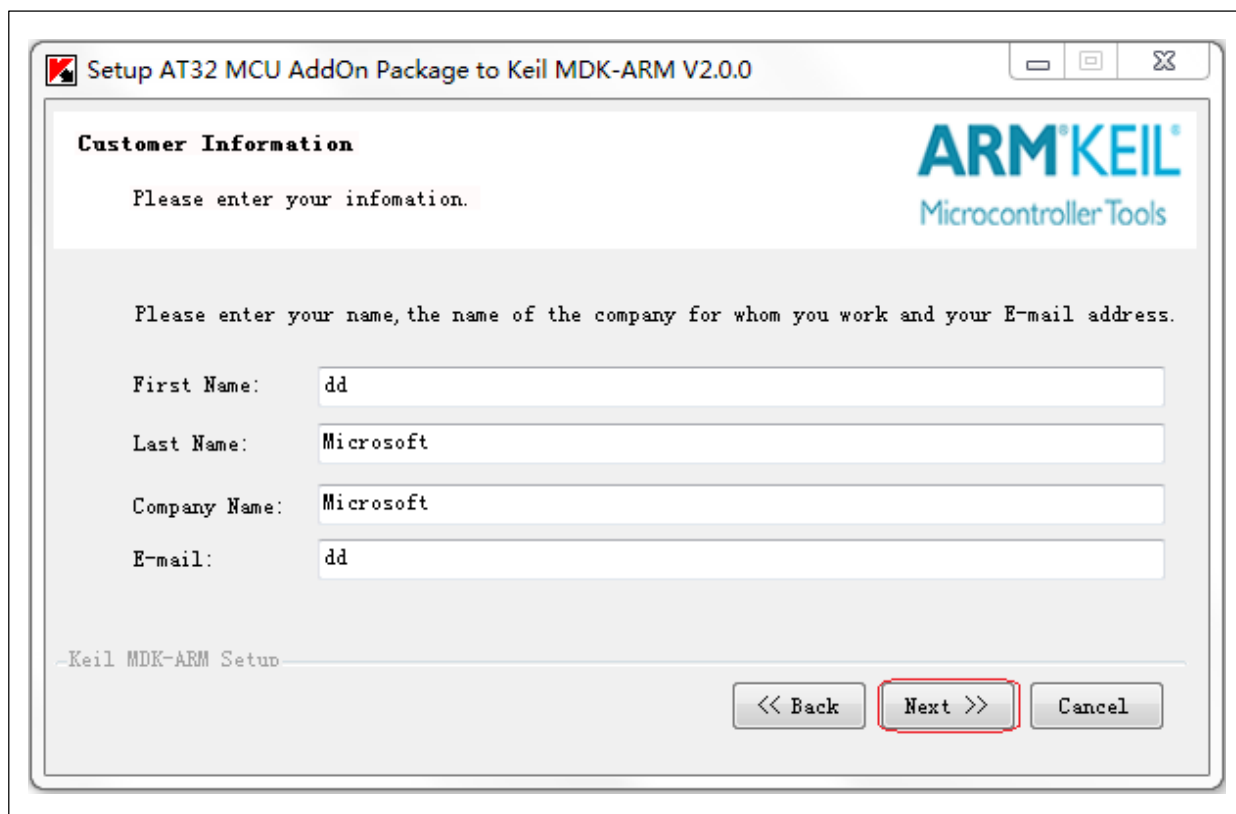 Setup AT32 MCU AddOn Package to Keil MDK-ARM V2.0.0
Customer Information
ARM®KEIL®
Please enter your infomation.
Microcontroller Tools
Please enter your name, the name of the company for whom you work and your E-mail address.
First Name: dd
Last Name: Microsoft
Company Name: Microsoft
E-mail: dd
Keil MDK-ARM Setup
<< Back Next >> Cancel